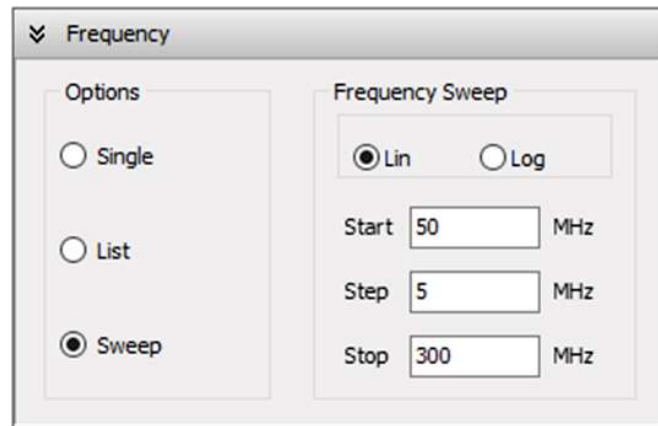 Frequency
Options
Single
List
Sweep
Frequency Sweep
Lin Log
Start 50 MHz
Step 5 MHz
Stop 300 MHz